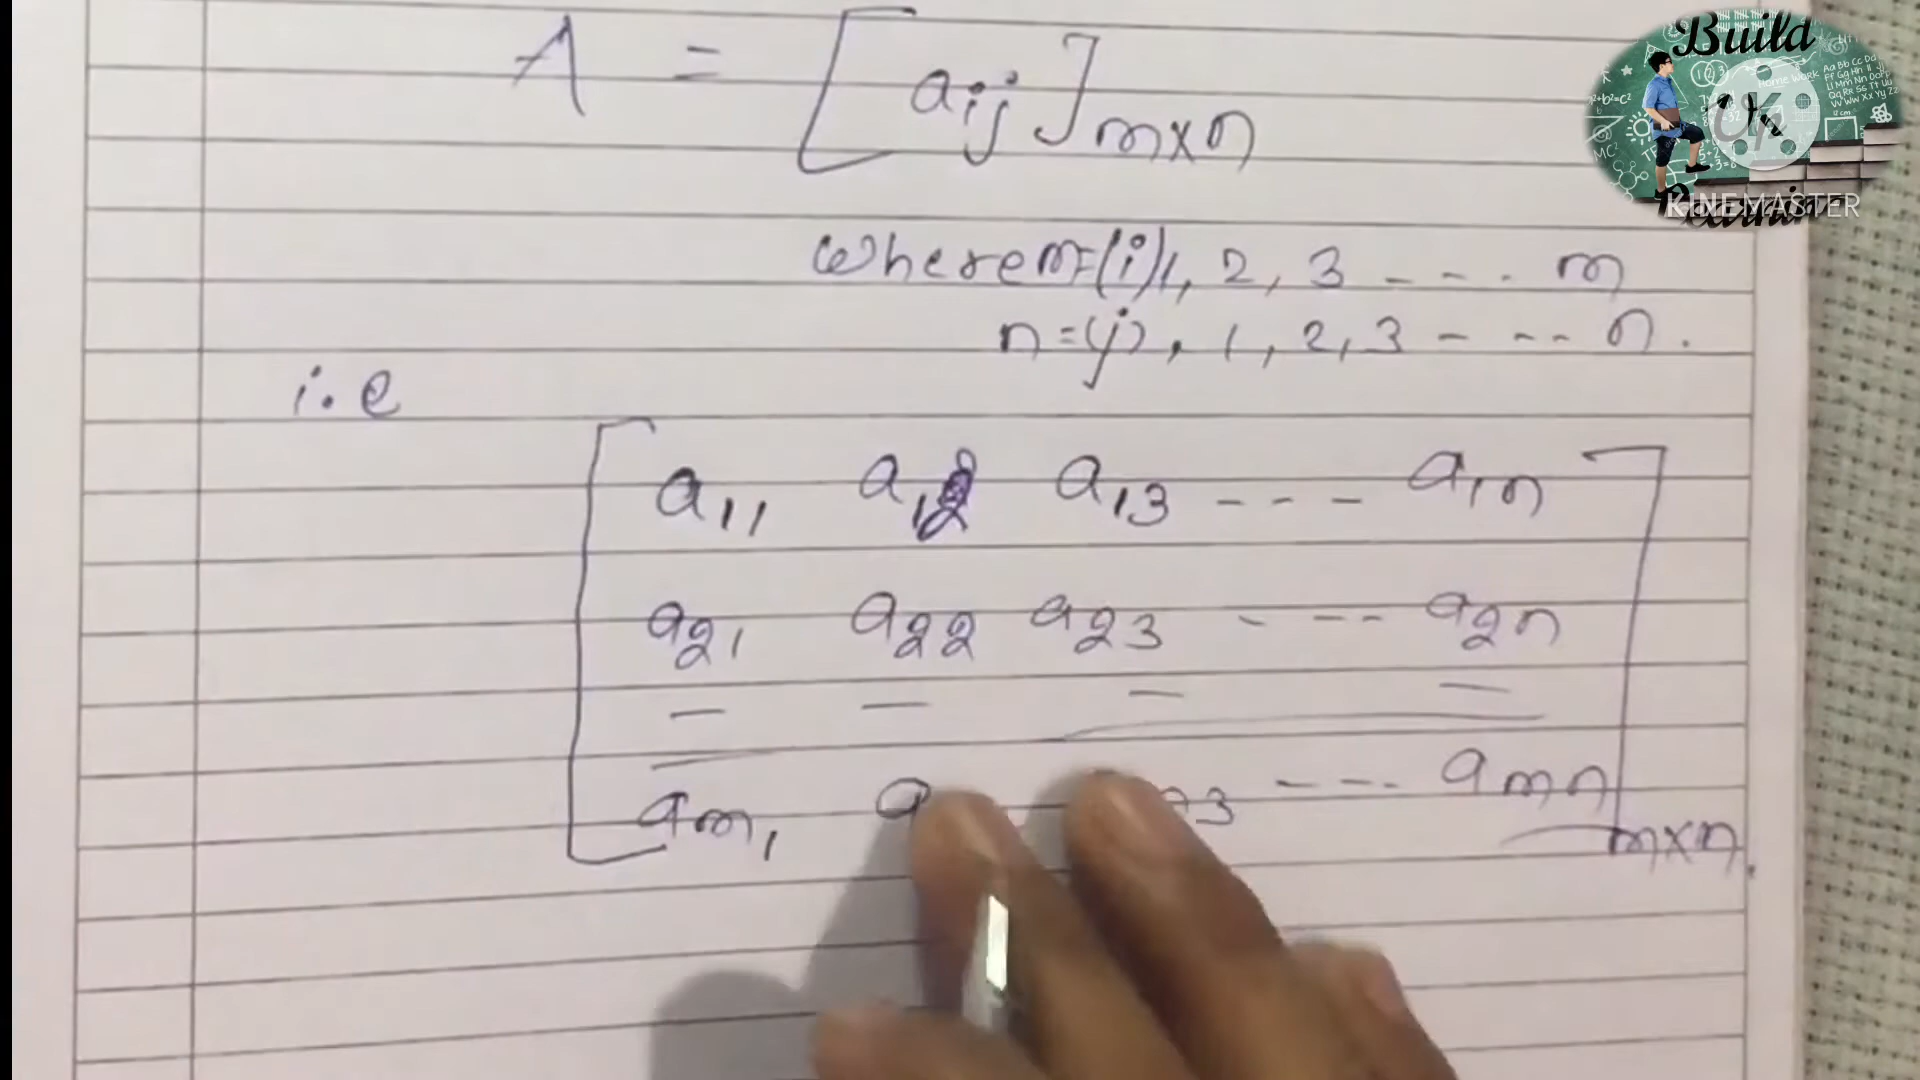 A = [aij]m×n
Build
KINEMASTER
where m=(i) 1, 2, 3 - - - m
n=(j), 1, 2, 3 - - - n.
i.e
a11 a12 a13 - - - a1n
a21 a22 a23 - - - a2n
— — — —
am1 a 3 - - - amn
m×n.